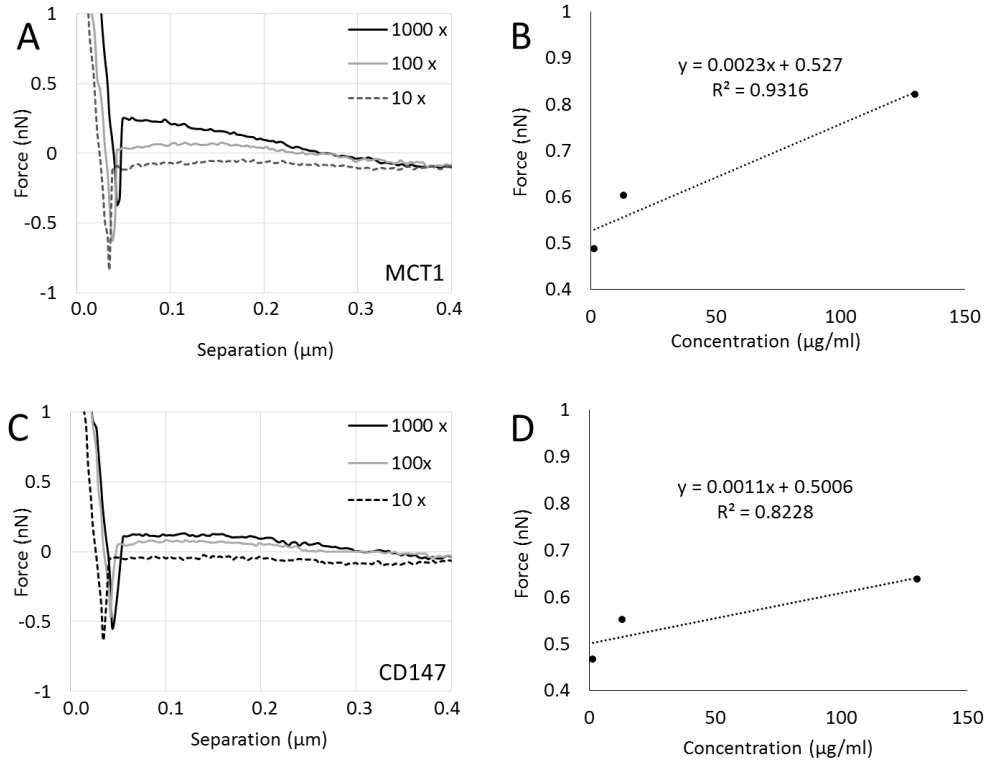 A
1
0.5
0
-0.5
-1
Force (nN)
1000 x
100 x
10 x
MCT1
0.0 0.1 0.2 0.3 0.4
Separation (µm)
B
1
0.9
0.8
0.7
0.6
0.5
0.4
Force (nN)
y = 0.0023x + 0.527
R² = 0.9316
0 50 100 150
Concentration (µg/ml)
C
1
0.5
0
-0.5
-1
Force (nN)
1000 x
100x
10 x
CD147
0.0 0.1 0.2 0.3 0.4
Separation (µm)
D
1
0.9
0.8
0.7
0.6
0.5
0.4
Force (nN)
y = 0.0011x + 0.5006
R² = 0.8228
0 50 100 150
Concentration (µg/ml)